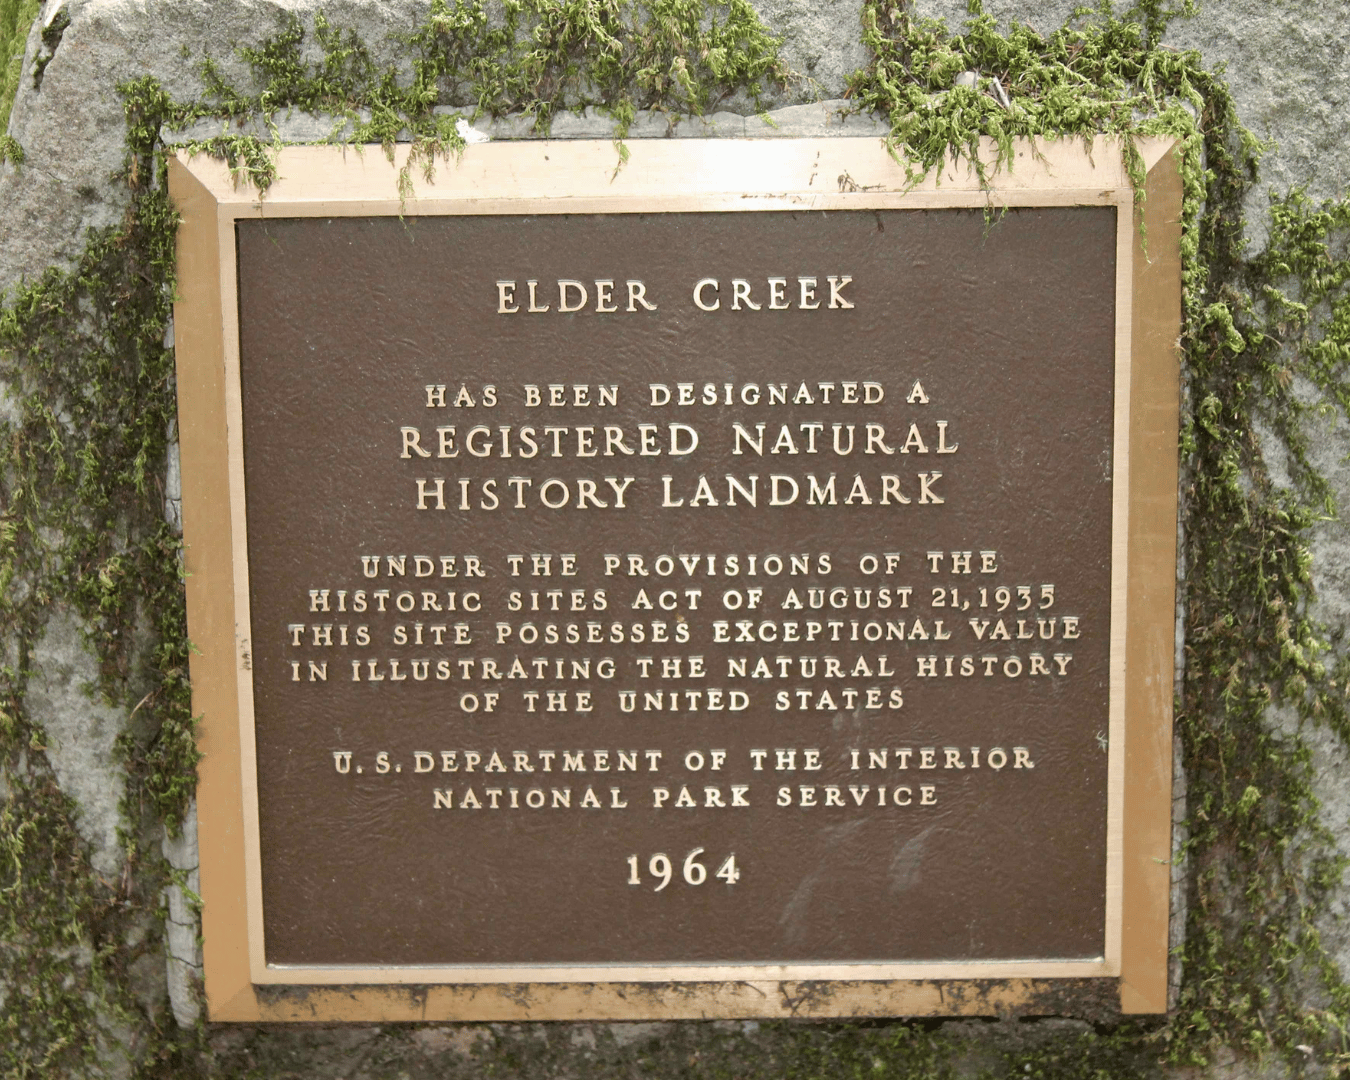 ELDER CREEK
HAS BEEN DESIGNATED A
REGISTERED NATURAL
HISTORY LANDMARK
UNDER THE PROVISIONS OF THE
HISTORIC SITES ACT OF AUGUST 21, 1935
THIS SITE POSSESSES EXCEPTIONAL VALUE
IN ILLUSTRATING THE NATURAL HISTORY
OF THE UNITED STATES
U. S. DEPARTMENT OF THE INTERIOR
NATIONAL PARK SERVICE
1964